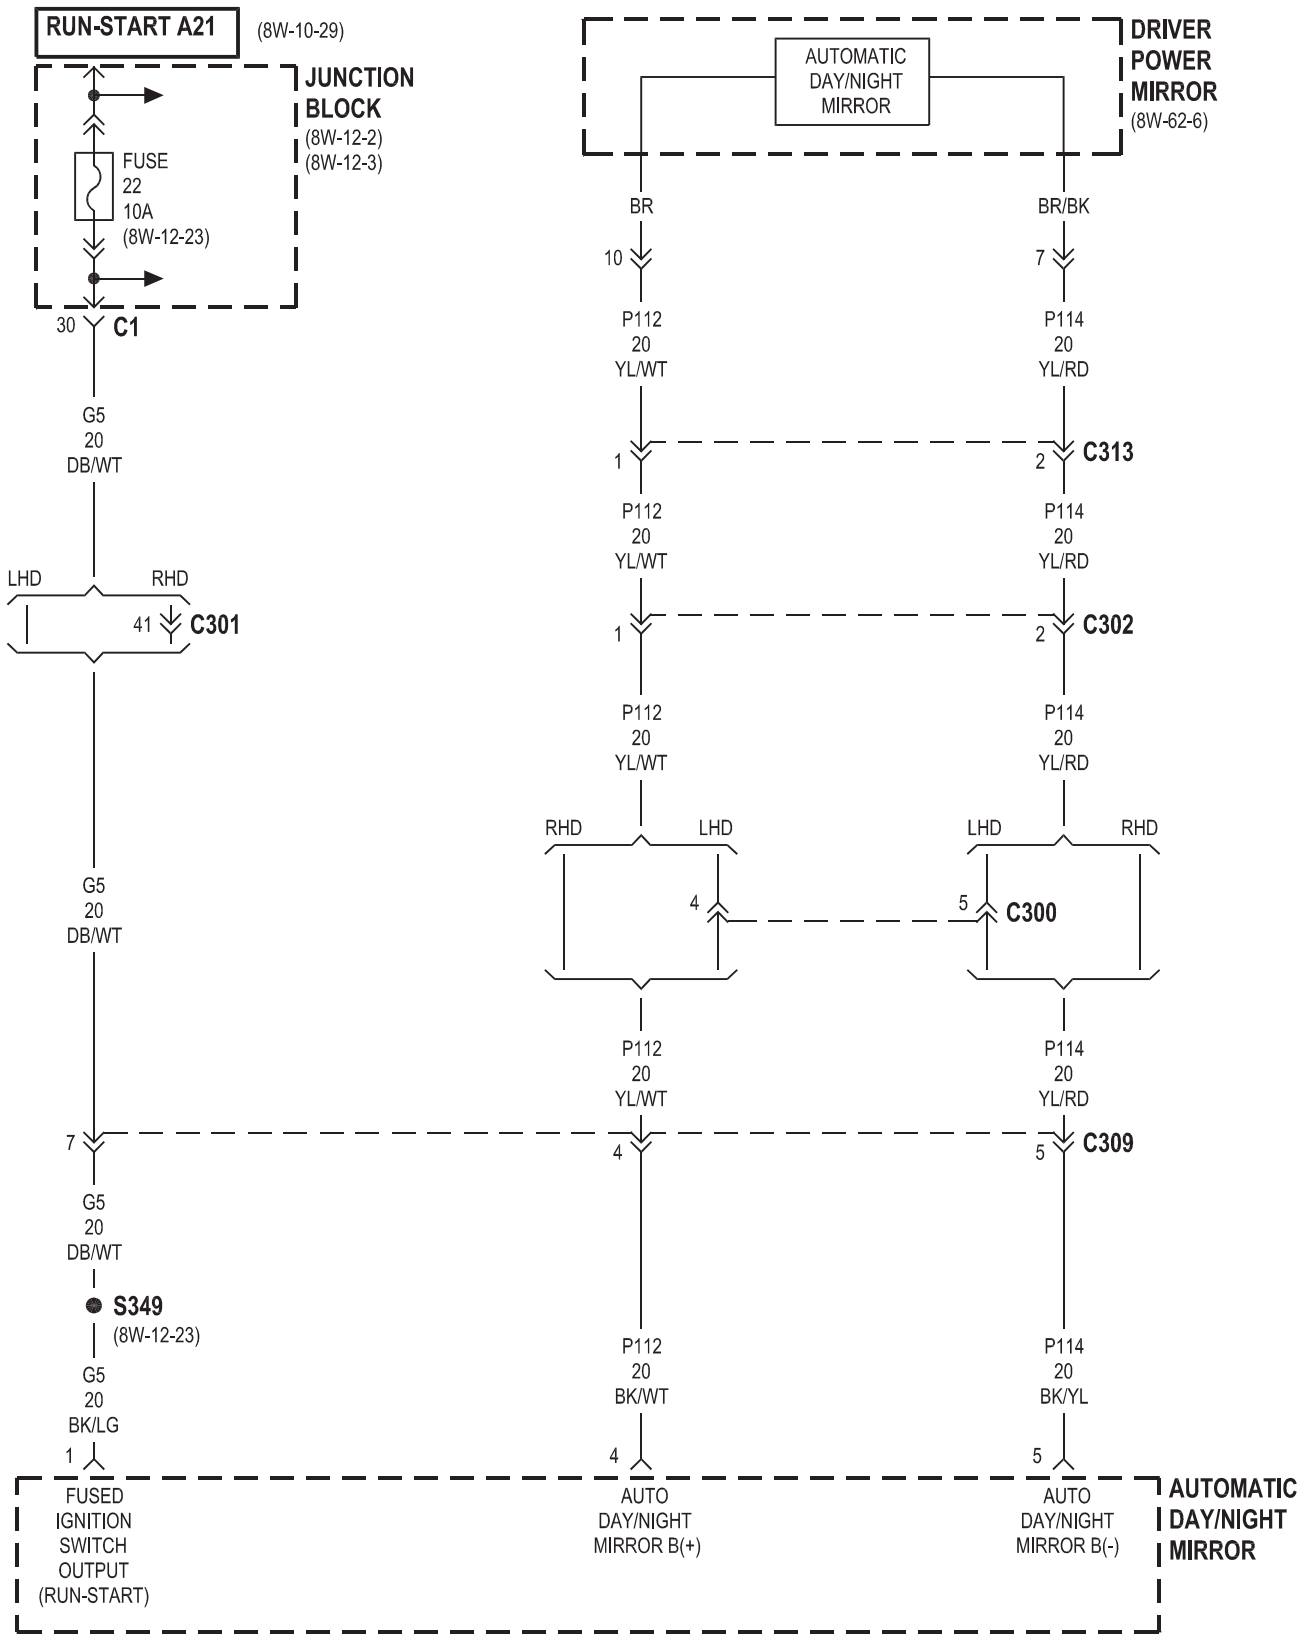 RUN-START A21
(8W-10-29)
JUNCTION
BLOCK
(8W-12-2)
(8W-12-3)
FUSE
22
10A
(8W-12-23)
30
C1
G5
20
DB/WT
LHD
RHD
41
C301
G5
20
DB/WT
7
G5
20
DB/WT
S349
(8W-12-23)
G5
20
BK/LG
1
FUSED
IGNITION
SWITCH
OUTPUT
(RUN-START)
DRIVER
POWER
MIRROR
(8W-62-6)
AUTOMATIC
DAY/NIGHT
MIRROR
BR
10
P112
20
YL/WT
1
P112
20
YL/WT
1
P112
20
YL/WT
RHD
LHD
4
P112
20
YL/WT
4
P112
20
BK/WT
4
AUTO
DAY/NIGHT
MIRROR B(+)
BR/BK
7
P114
20
YL/RD
2
C313
P114
20
YL/RD
2
C302
P114
20
YL/RD
LHD
RHD
5
C300
P114
20
YL/RD
5
C309
P114
20
BK/YL
5
AUTO
DAY/NIGHT
MIRROR B(-)
AUTOMATIC
DAY/NIGHT
MIRROR